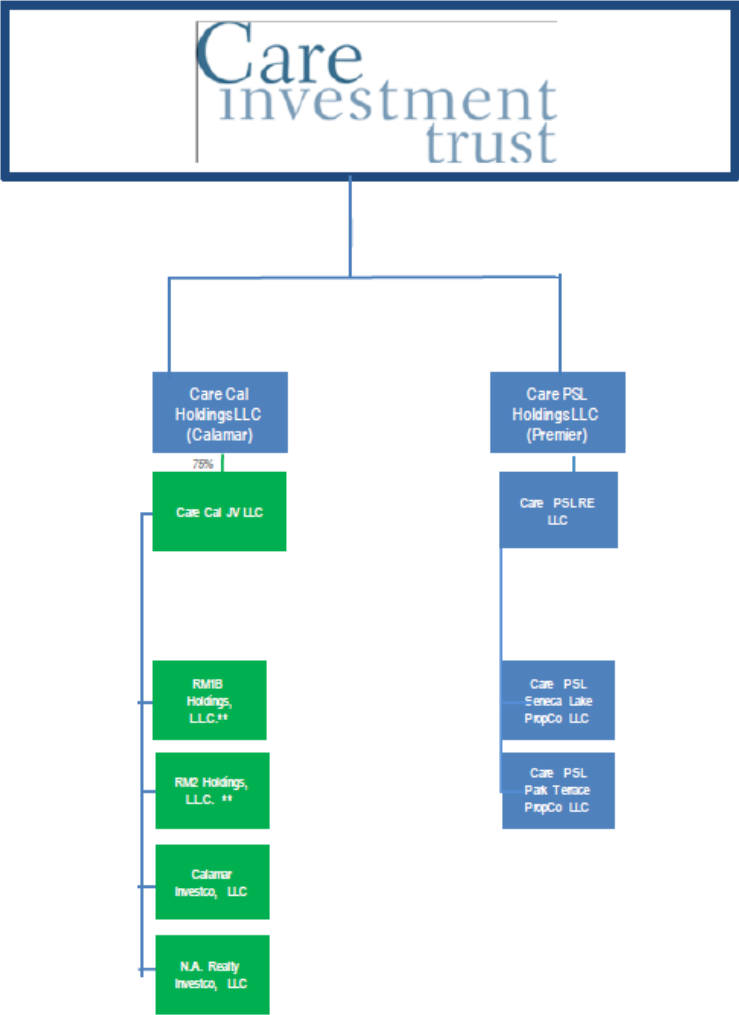 Care
investment
trust
Care Cal
Holdings LLC
(Calamar)
75%
Care Cal JV LLC
RM1B
Holdings,
L.L.C.**
RM2 Holdings,
L.L.C. **
Calamar
Investco, LLC
N.A. Realty
Investco, LLC
Care PSL
Holdings LLC
(Premier)
Care PSL RE
LLC
Care PSL
Seneca Lake
PropCo LLC
Care PSL
Park Terrace
PropCo LLC